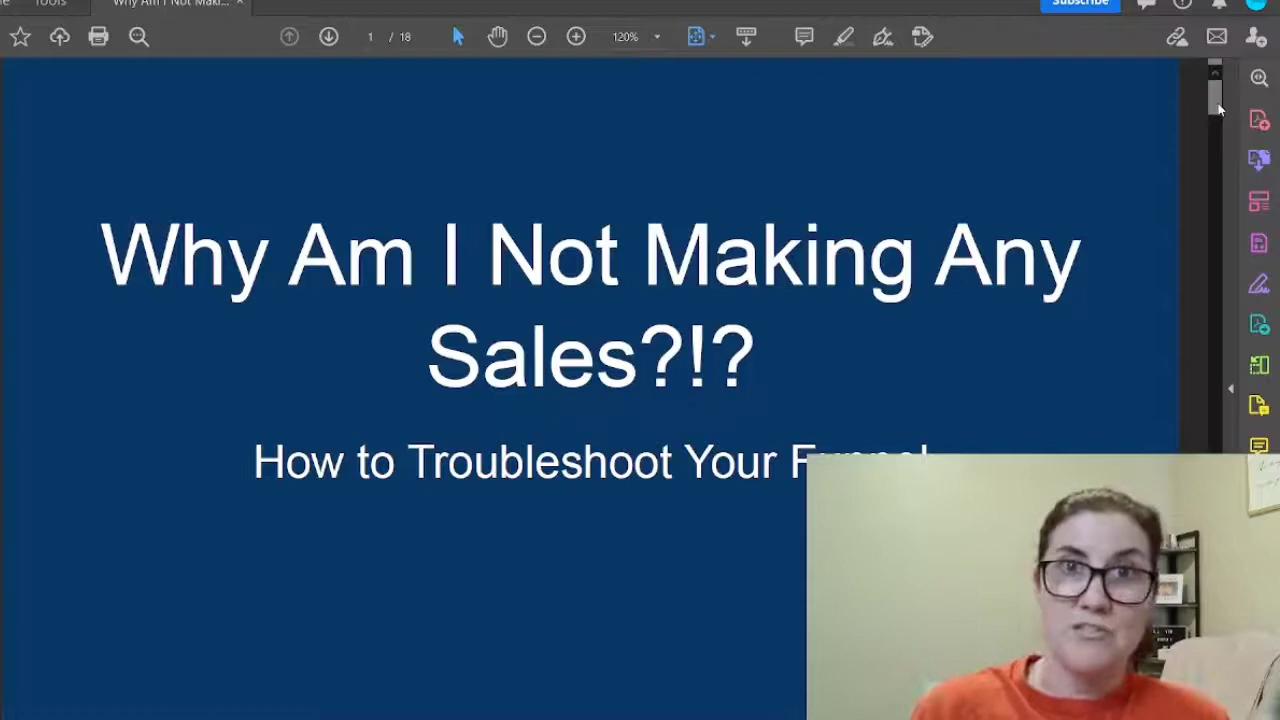 Tools
Why Am I Not Maki...
Subscribe
1 / 18
120%
Why Am I Not Making Any
Sales?!?
How to Troubleshoot Your